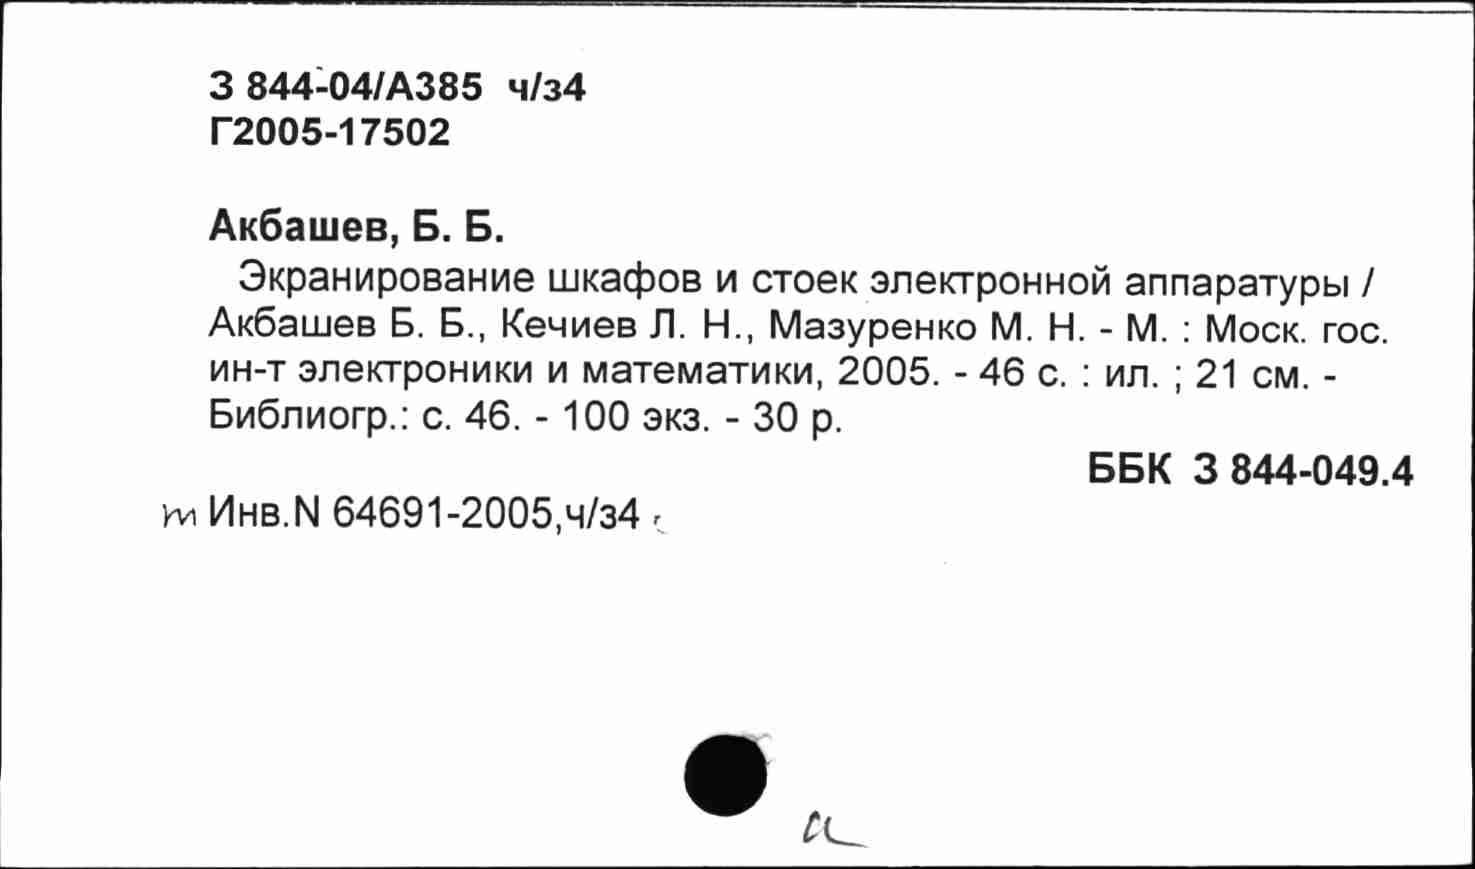 З 844-04/А385 ч/з4
Г2005-17502
Акбашев, Б. Б.
Экранирование шкафов и стоек электронной аппаратуры /
Акбашев Б. Б., Кечиев Л. Н., Мазуренко М. Н. - М. : Моск. гос.
ин-т электроники и математики, 2005. - 46 с. : ил. ; 21 см. -
Библиогр.: с. 46. - 100 экз. - 30 р.
ББК З 844-049.4
т Инв.N 64691-2005,ч/з4
а